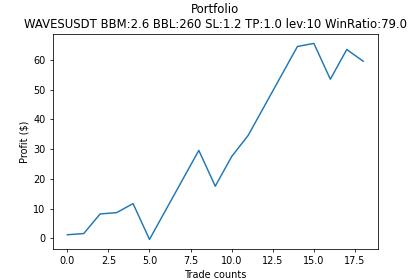 Portfolio
WAVESUSDT BBM:2.6 BBL:260 SL:1.2 TP:1.0 lev:10 WinRatio:79.0
Profit ($)
60
50
40
30
20
10
0
0.0 2.5 5.0 7.5 10.0 12.5 15.0 17.5
Trade counts